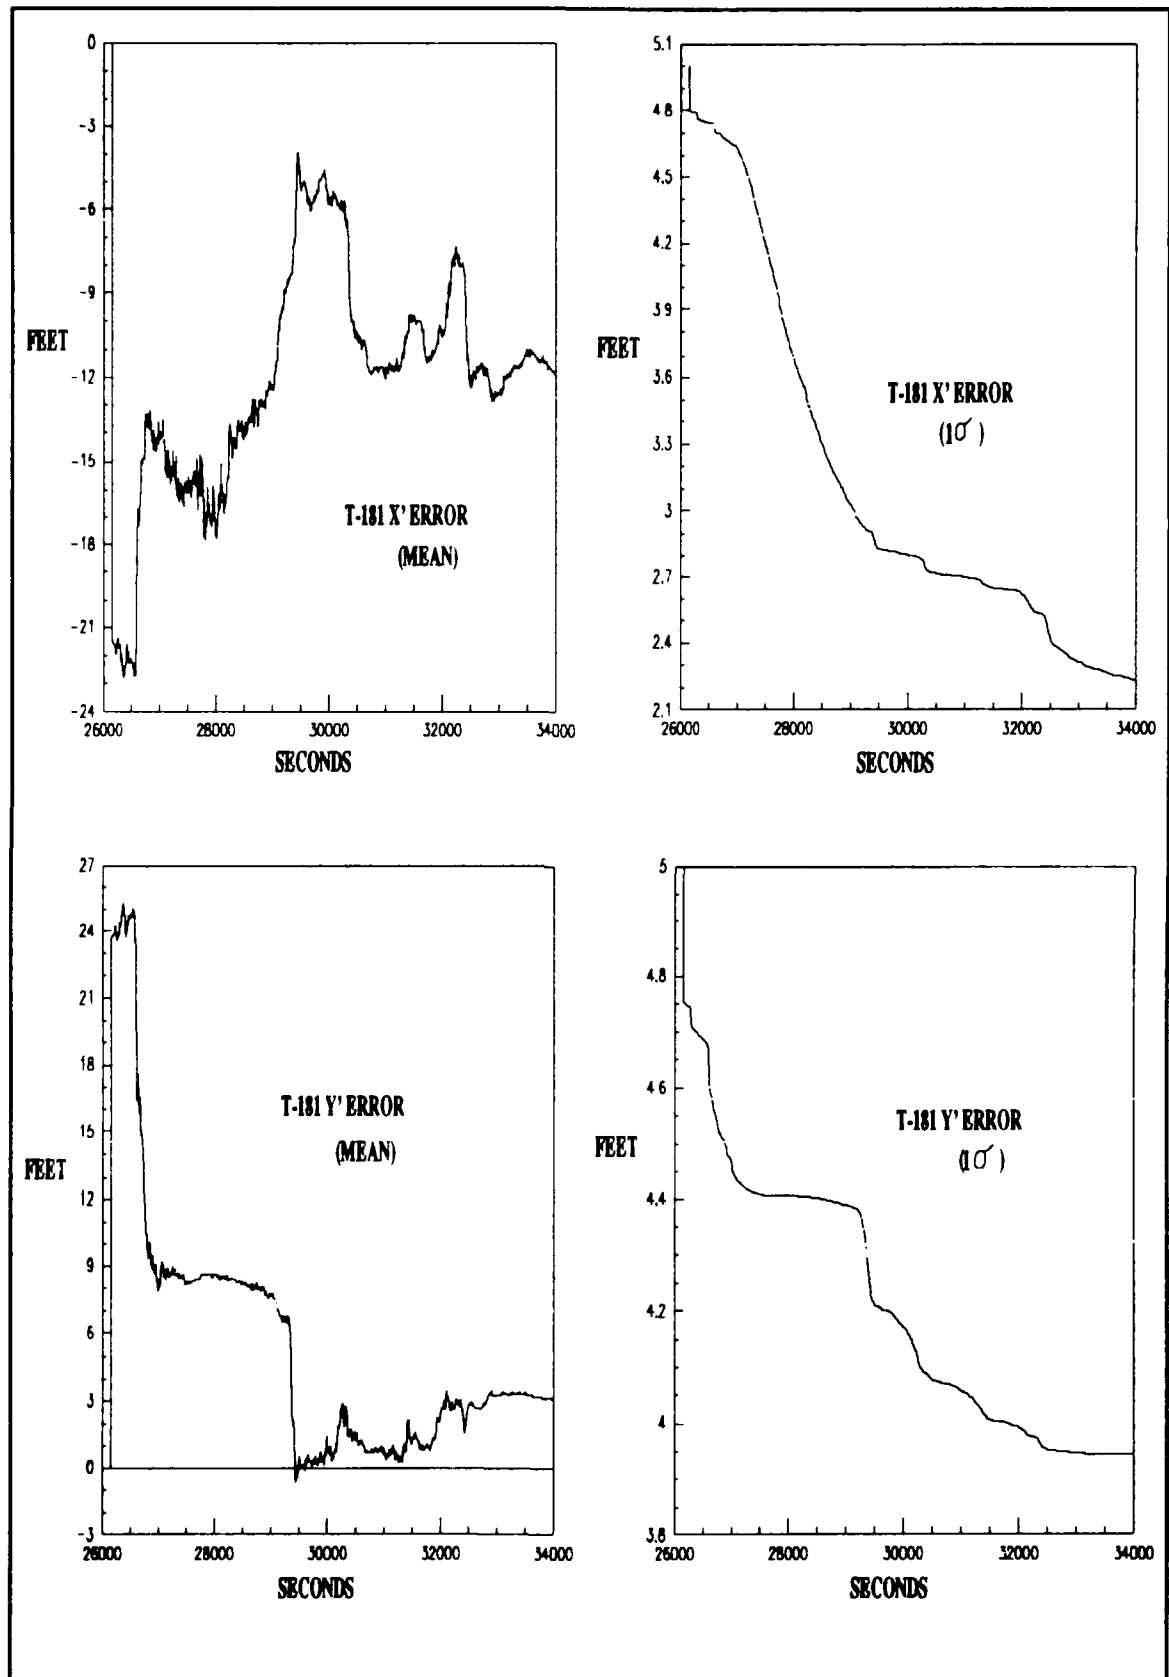 0
-3
-6
-9
FEET
-12
-15
T-181 X' ERROR
(MEAN)
-18
-21
-24
26000 28000 30000 32000 34000
SECONDS
5.1
4.8
4.5
4.2
3.9
FEET
3.6
T-181 X' ERROR
(1σ)
3.3
3
2.7
2.4
2.1
26000 28000 30000 32000 34000
SECONDS
27
24
21
18
T-181 Y' ERROR
15
(MEAN)
FEET
12
9
6
3
0
-3
26000 28000 30000 32000 34000
SECONDS
5
4.8
4.6
T-181 Y' ERROR
FEET
(1σ)
4.4
4.2
4
3.8
26000 28000 30000 32000 34000
SECONDS